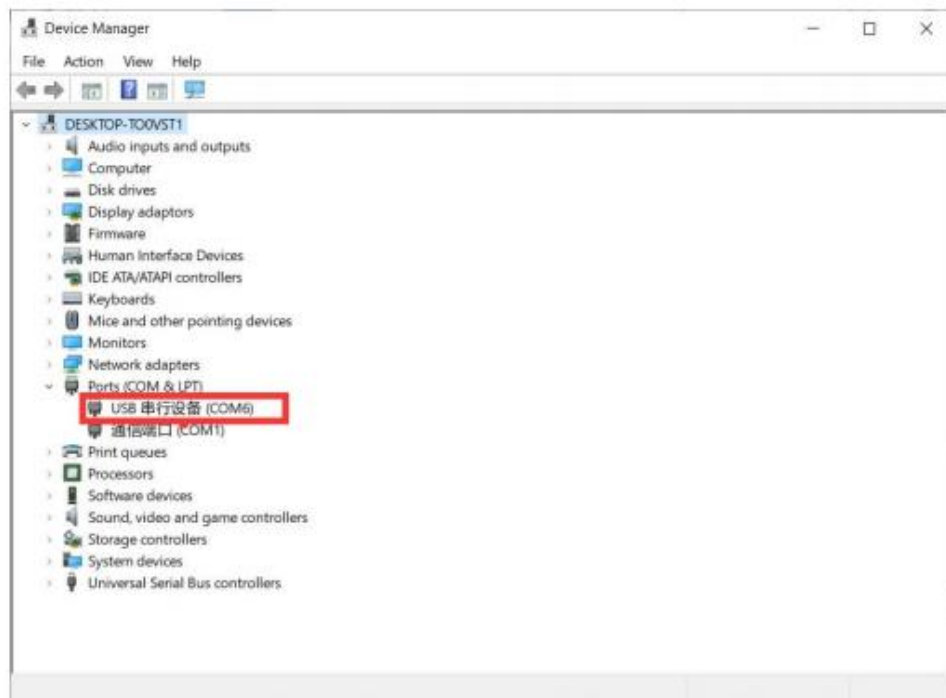 Device Manager
File Action View Help
DESKTOP-TO0VST1
Audio inputs and outputs
Computer
Disk drives
Display adaptors
Firmware
Human Interface Devices
IDE ATA/ATAPI controllers
Keyboards
Mice and other pointing devices
Monitors
Network adapters
Ports (COM & LPT)
USB 串行设备 (COM6)
通信端口 (COM1)
Print queues
Processors
Software devices
Sound, video and game controllers
Storage controllers
System devices
Universal Serial Bus controllers